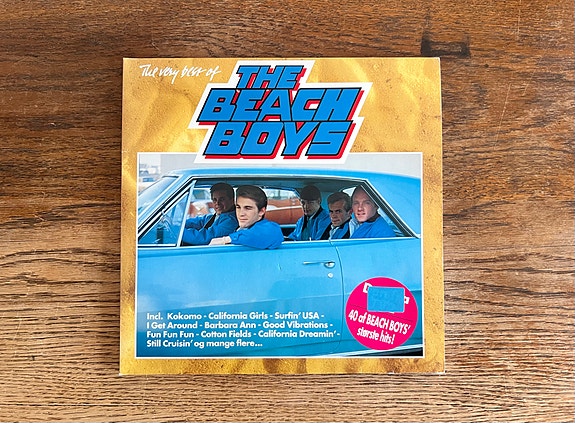 The very best of
THE
BEACH
BOYS
Incl. Kokomo - California Girls - Surfin' USA -
I Get Around - Barbara Ann - Good Vibrations -
Fun Fun Fun - Cotton Fields - California Dreamin' -
Still Cruisin' og mange flere...
40 af BEACH BOYS'
største hits!